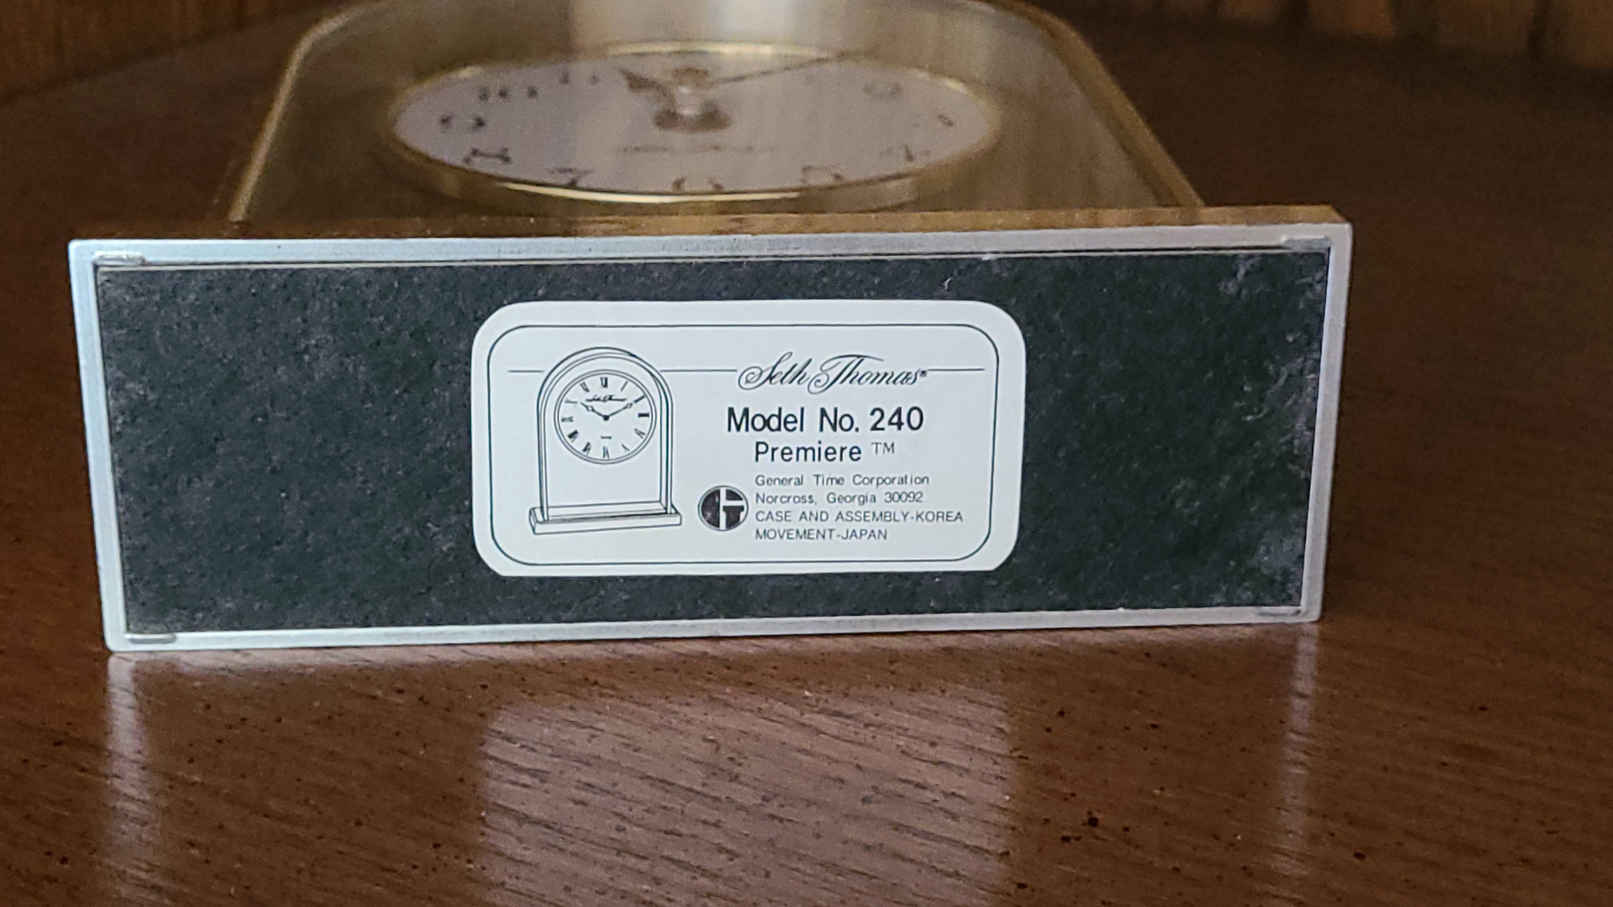 Seth Thomas®
Model No. 240
Premiere ™
General Time Corporation
Norcross, Georgia 30092
CASE AND ASSEMBLY-KOREA
MOVEMENT-JAPAN